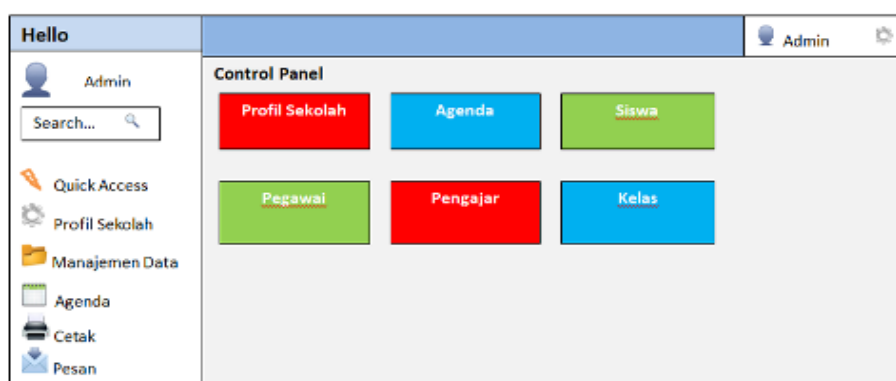 Hello
Admin
Admin
Search...
Quick Access
Profil Sekolah
Manajemen Data
Agenda
Cetak
Pesan
Control Panel
Profil Sekolah
Agenda
Siswa
Pegawai
Pengajar
Kelas